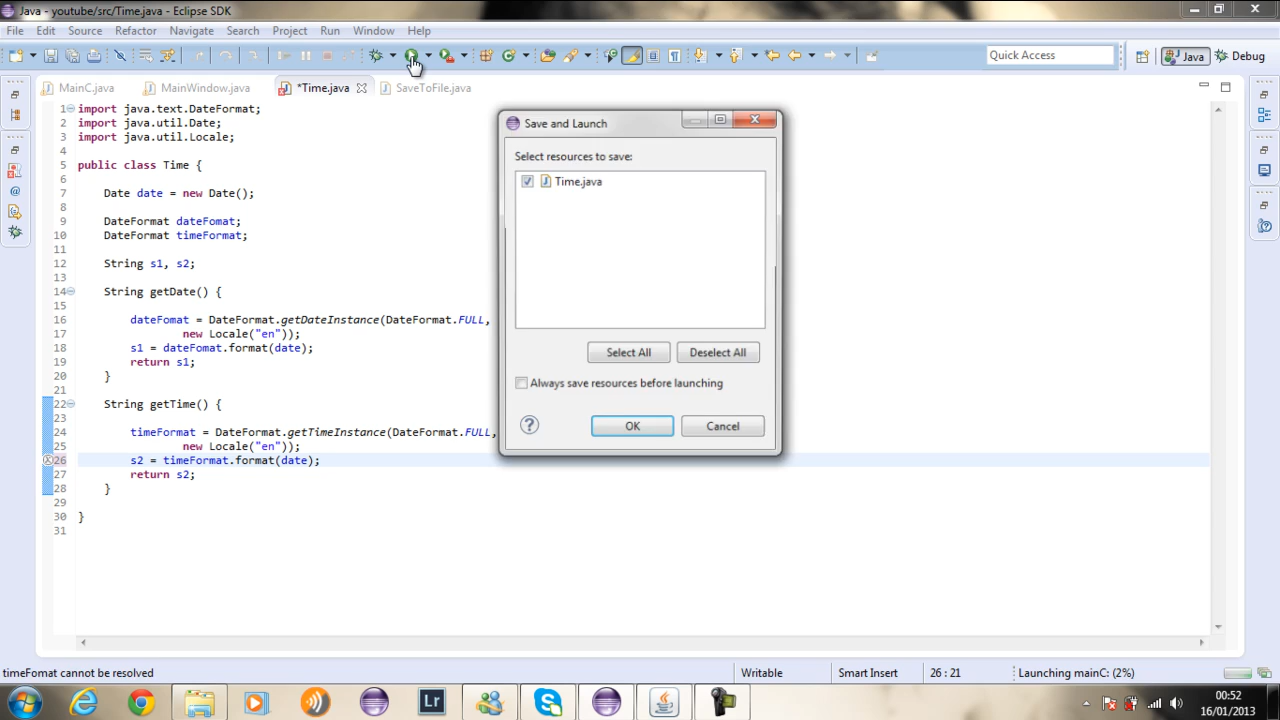 Java - youtube/src/Time.java - Eclipse SDK
File Edit Source Refactor Navigate Search Project Run Window Help
Quick Access Java Debug
MainC.java MainWindow.java *Time.java SaveToFile.java
1 import java.text.DateFormat;
2 import java.util.Date;
3 import java.util.Locale;
4
5 public class Time {
6
7 Date date = new Date();
8
9 DateFormat dateFomat;
10 DateFormat timeFormat;
11
12 String s1, s2;
13
14 String getDate() {
15
16 dateFomat = DateFormat.getDateInstance(DateFormat.FULL,
17 new Locale("en"));
18 s1 = dateFomat.format(date);
19 return s1;
20 }
21
22 String getTime() {
23
24 timeFormat = DateFormat.getTimeInstance(DateFormat.FULL,
25 new Locale("en"));
26 s2 = timeFormat.format(date);
27 return s2;
28 }
29
30 }
31
Save and Launch
Select resources to save:
Time.java
Select All Deselect All
Always save resources before launching
OK Cancel
timeFomat cannot be resolved Writable Smart Insert 26 : 21 Launching mainC: (2%)
Lr
00:52
16/01/2013